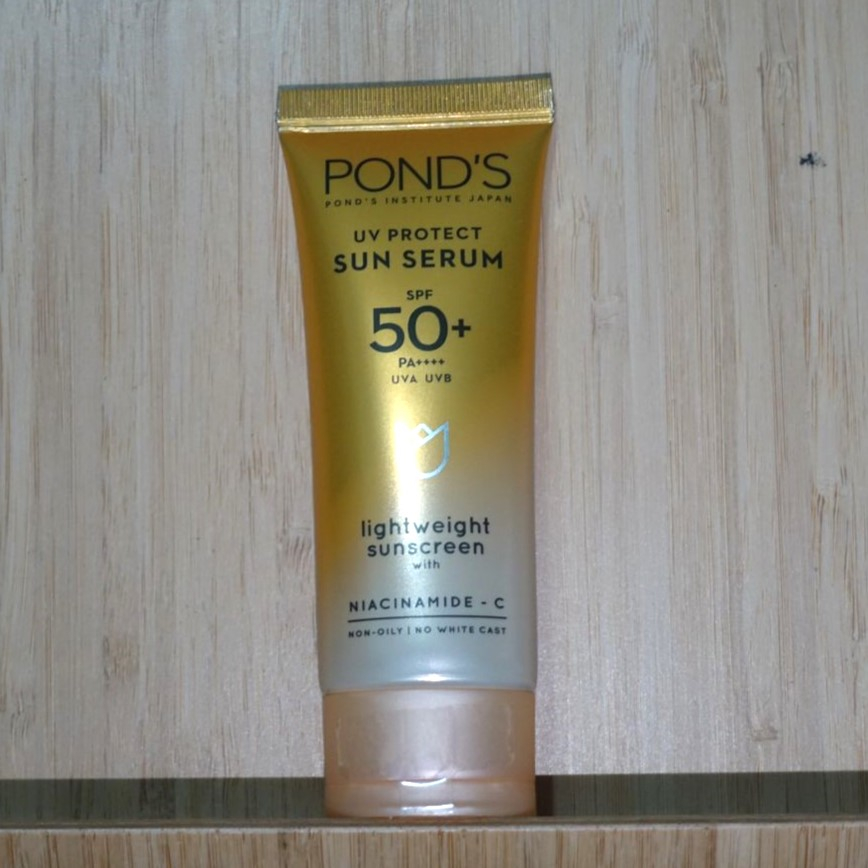 POND'S
POND'S INSTITUTE JAPAN
UV PROTECT
SUN SERUM
SPF
50+
PA++++
UVA UVB
lightweight
sunscreen
with
NIACINAMIDE - C
NON-OILY | NO WHITE CAST